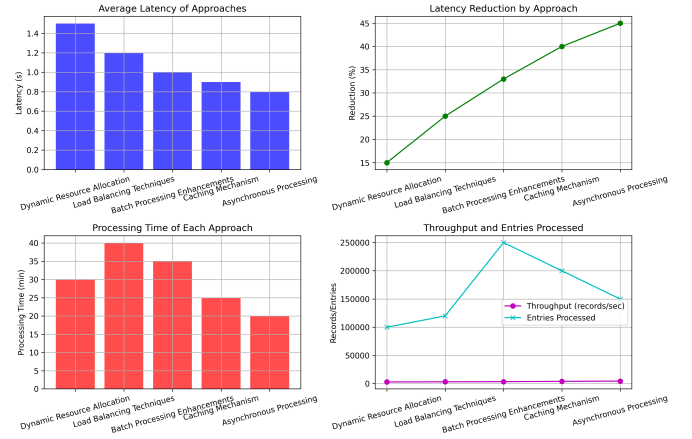 Average Latency of Approaches
Latency (s)
1.4
1.2
1.0
0.8
0.6
0.4
0.2
0.0
Dynamic Resource Allocation
Load Balancing Techniques
Batch Processing Enhancements
Caching Mechanism
Asynchronous Processing
Latency Reduction by Approach
Reduction (%)
45
40
35
30
25
20
15
Dynamic Resource Allocation
Load Balancing Techniques
Batch Processing Enhancements
Caching Mechanism
Asynchronous Processing
Processing Time of Each Approach
Processing Time (min)
40
35
30
25
20
15
10
5
0
Dynamic Resource Allocation
Load Balancing Techniques
Batch Processing Enhancements
Caching Mechanism
Asynchronous Processing
Throughput and Entries Processed
Records/Entries
250000
200000
150000
100000
50000
0
Throughput (records/sec)
Entries Processed
Dynamic Resource Allocation
Load Balancing Techniques
Batch Processing Enhancements
Caching Mechanism
Asynchronous Processing